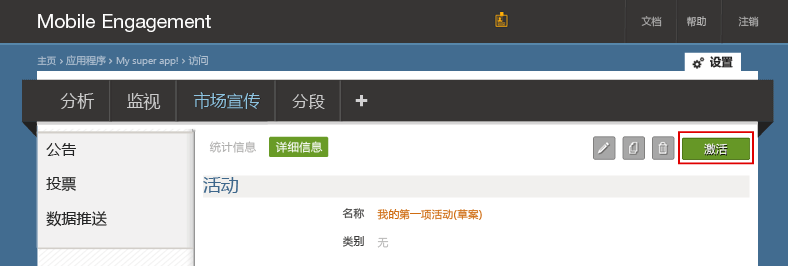 Mobile Engagement
文档 帮助 注销
主页 › 应用程序 › My super app! › 访问
设置
分析 监视 市场宣传 分段 +
公告
投票
数据推送
统计信息 详细信息 激活
活动
名称 我的第一项活动(草案)
类别 无